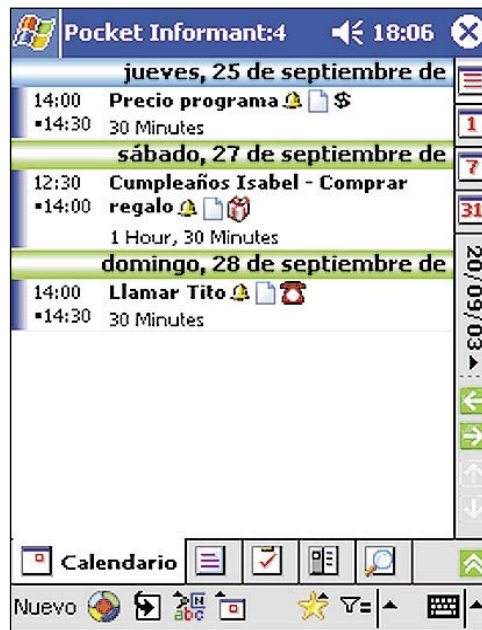 Pocket Informant:4 18:06
jueves, 25 de septiembre de
14:00 Precio programa $
14:30 30 Minutes
sábado, 27 de septiembre de
12:30 Cumpleaños Isabel - Comprar
14:00 regalo
1 Hour, 30 Minutes
domingo, 28 de septiembre de
14:00 Llamar Tito
14:30 30 Minutes
1
7
31
20/09/03
Calendario
Nuevo